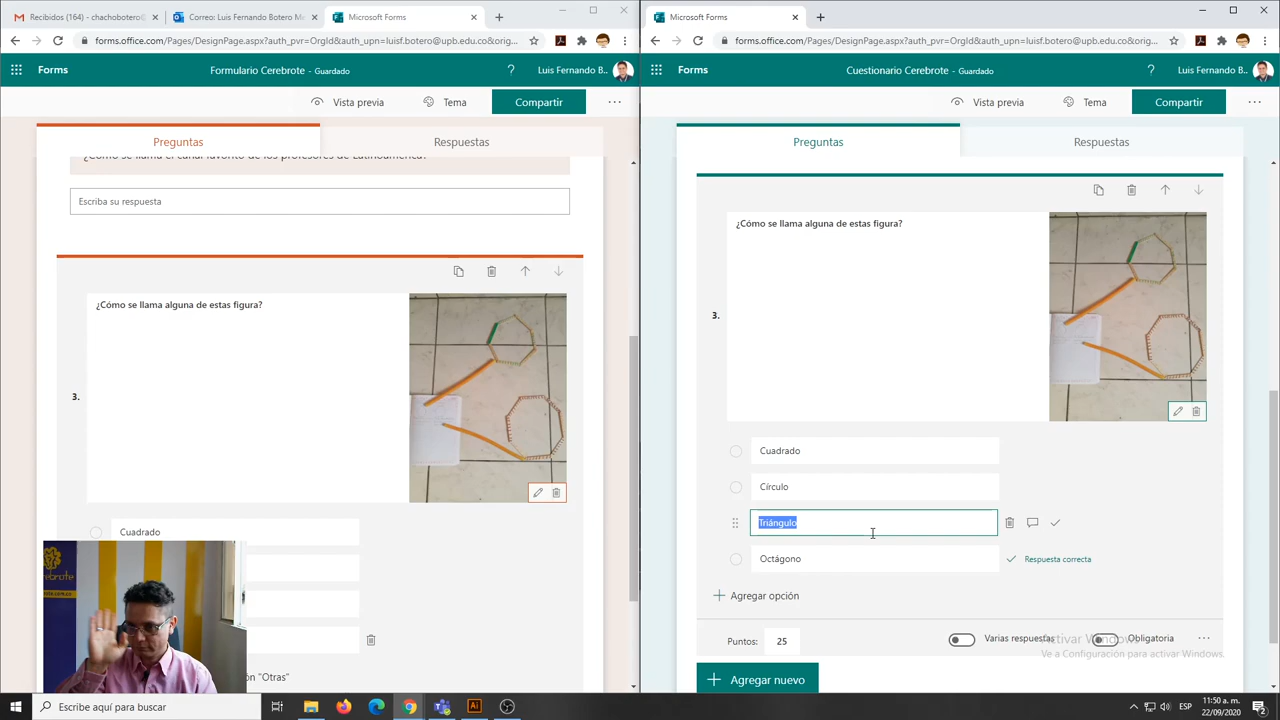 Recibidos (164) - chachobotero@
Correo: Luis Fernando Botero Me
Microsoft Forms
forms.office.com/Pages/DesignPage.aspx?auth_pvr=OrgId&auth_upn=luisf.botero@upb.edu.co&orig...
Forms
Formulario Cerebrote - Guardado
?
Luis Fernando B..
Vista previa
Tema
Compartir
...
Preguntas
Respuestas
¿Cómo se llama el canal favorito de los profesores de Latinoamérica?
Escriba su respuesta
¿Cómo se llama alguna de estas figura?
3.
Cuadrado
ón "Otras"
Microsoft Forms
forms.office.com/Pages/DesignPage.aspx?auth_pvr=OrgId&auth_upn=luisf.botero@upb.edu.co&orig...
Forms
Cuestionario Cerebrote - Guardado
?
Luis Fernando B..
Vista previa
Tema
Compartir
...
Preguntas
Respuestas
¿Cómo se llama alguna de estas figura?
3.
Cuadrado
Círculo
Triángulo
Octágono
Respuesta correcta
Agregar opción
Puntos: 25
Varias respuestas
Obligatoria
...
Activar Windows
Ve a Configuración para activar Windows.
Agregar nuevo
Escribe aquí para buscar
ESP
11:50 a. m.
22/09/2020
2